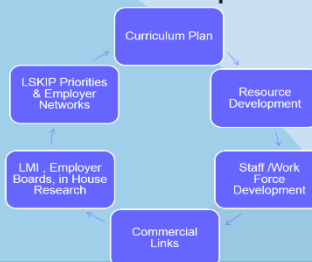 Curriculum Plan
Resource
Development
Staff /Work
Force
Development
Commercial
Links
LMI , Employer
Boards, in House
Research
LSKIP Priorities
& Employer
Networks